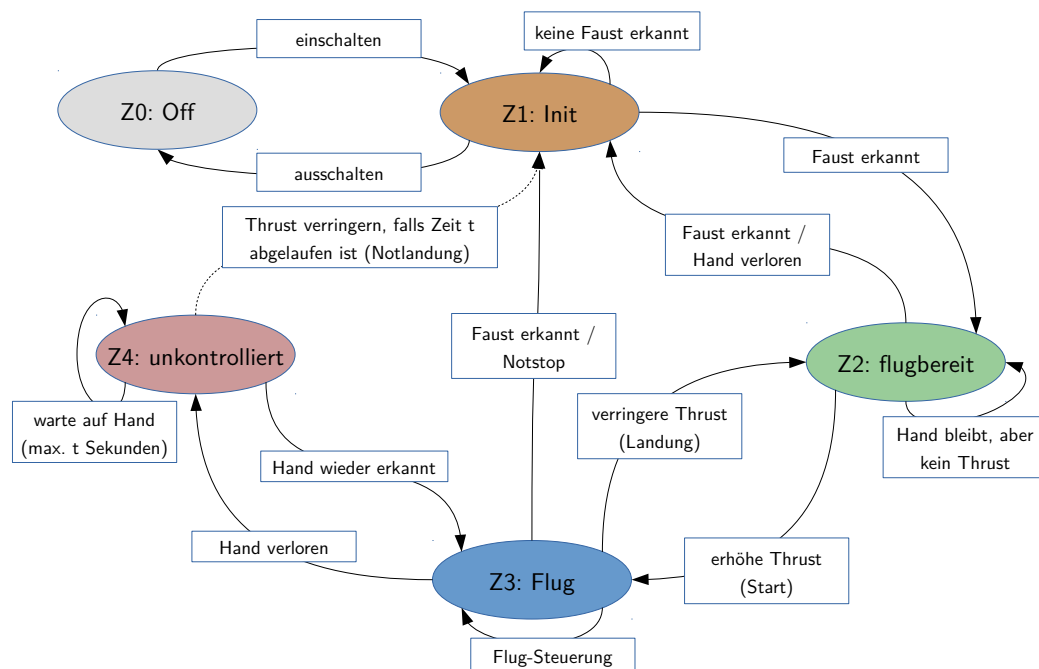 einschalten
keine Faust erkannt
Z0: Off
Z1: Init
Faust erkannt
ausschalten
Thrust verringern, falls Zeit t
abgelaufen ist (Notlandung)
Faust erkannt /
Hand verloren
Faust erkannt /
Notstop
Z4: unkontrolliert
Z2: flugbereit
warte auf Hand
(max. t Sekunden)
verringere Thrust
(Landung)
Hand bleibt, aber
kein Thrust
Hand wieder erkannt
Hand verloren
erhöhe Thrust
(Start)
Z3: Flug
Flug-Steuerung